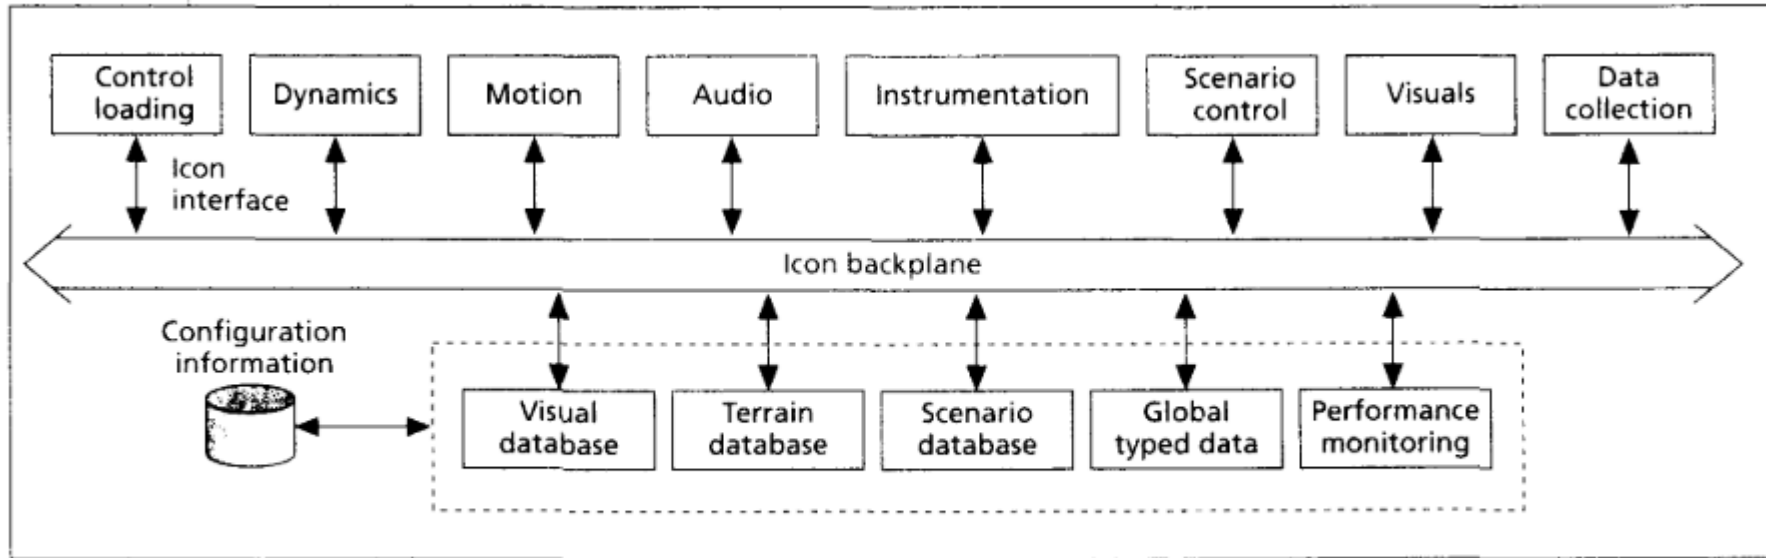 Control
loading
Dynamics
Motion
Audio
Instrumentation
Scenario
control
Visuals
Data
collection
Icon
interface
Icon backplane
Configuration
information
Visual
database
Terrain
database
Scenario
database
Global
typed data
Performance
monitoring